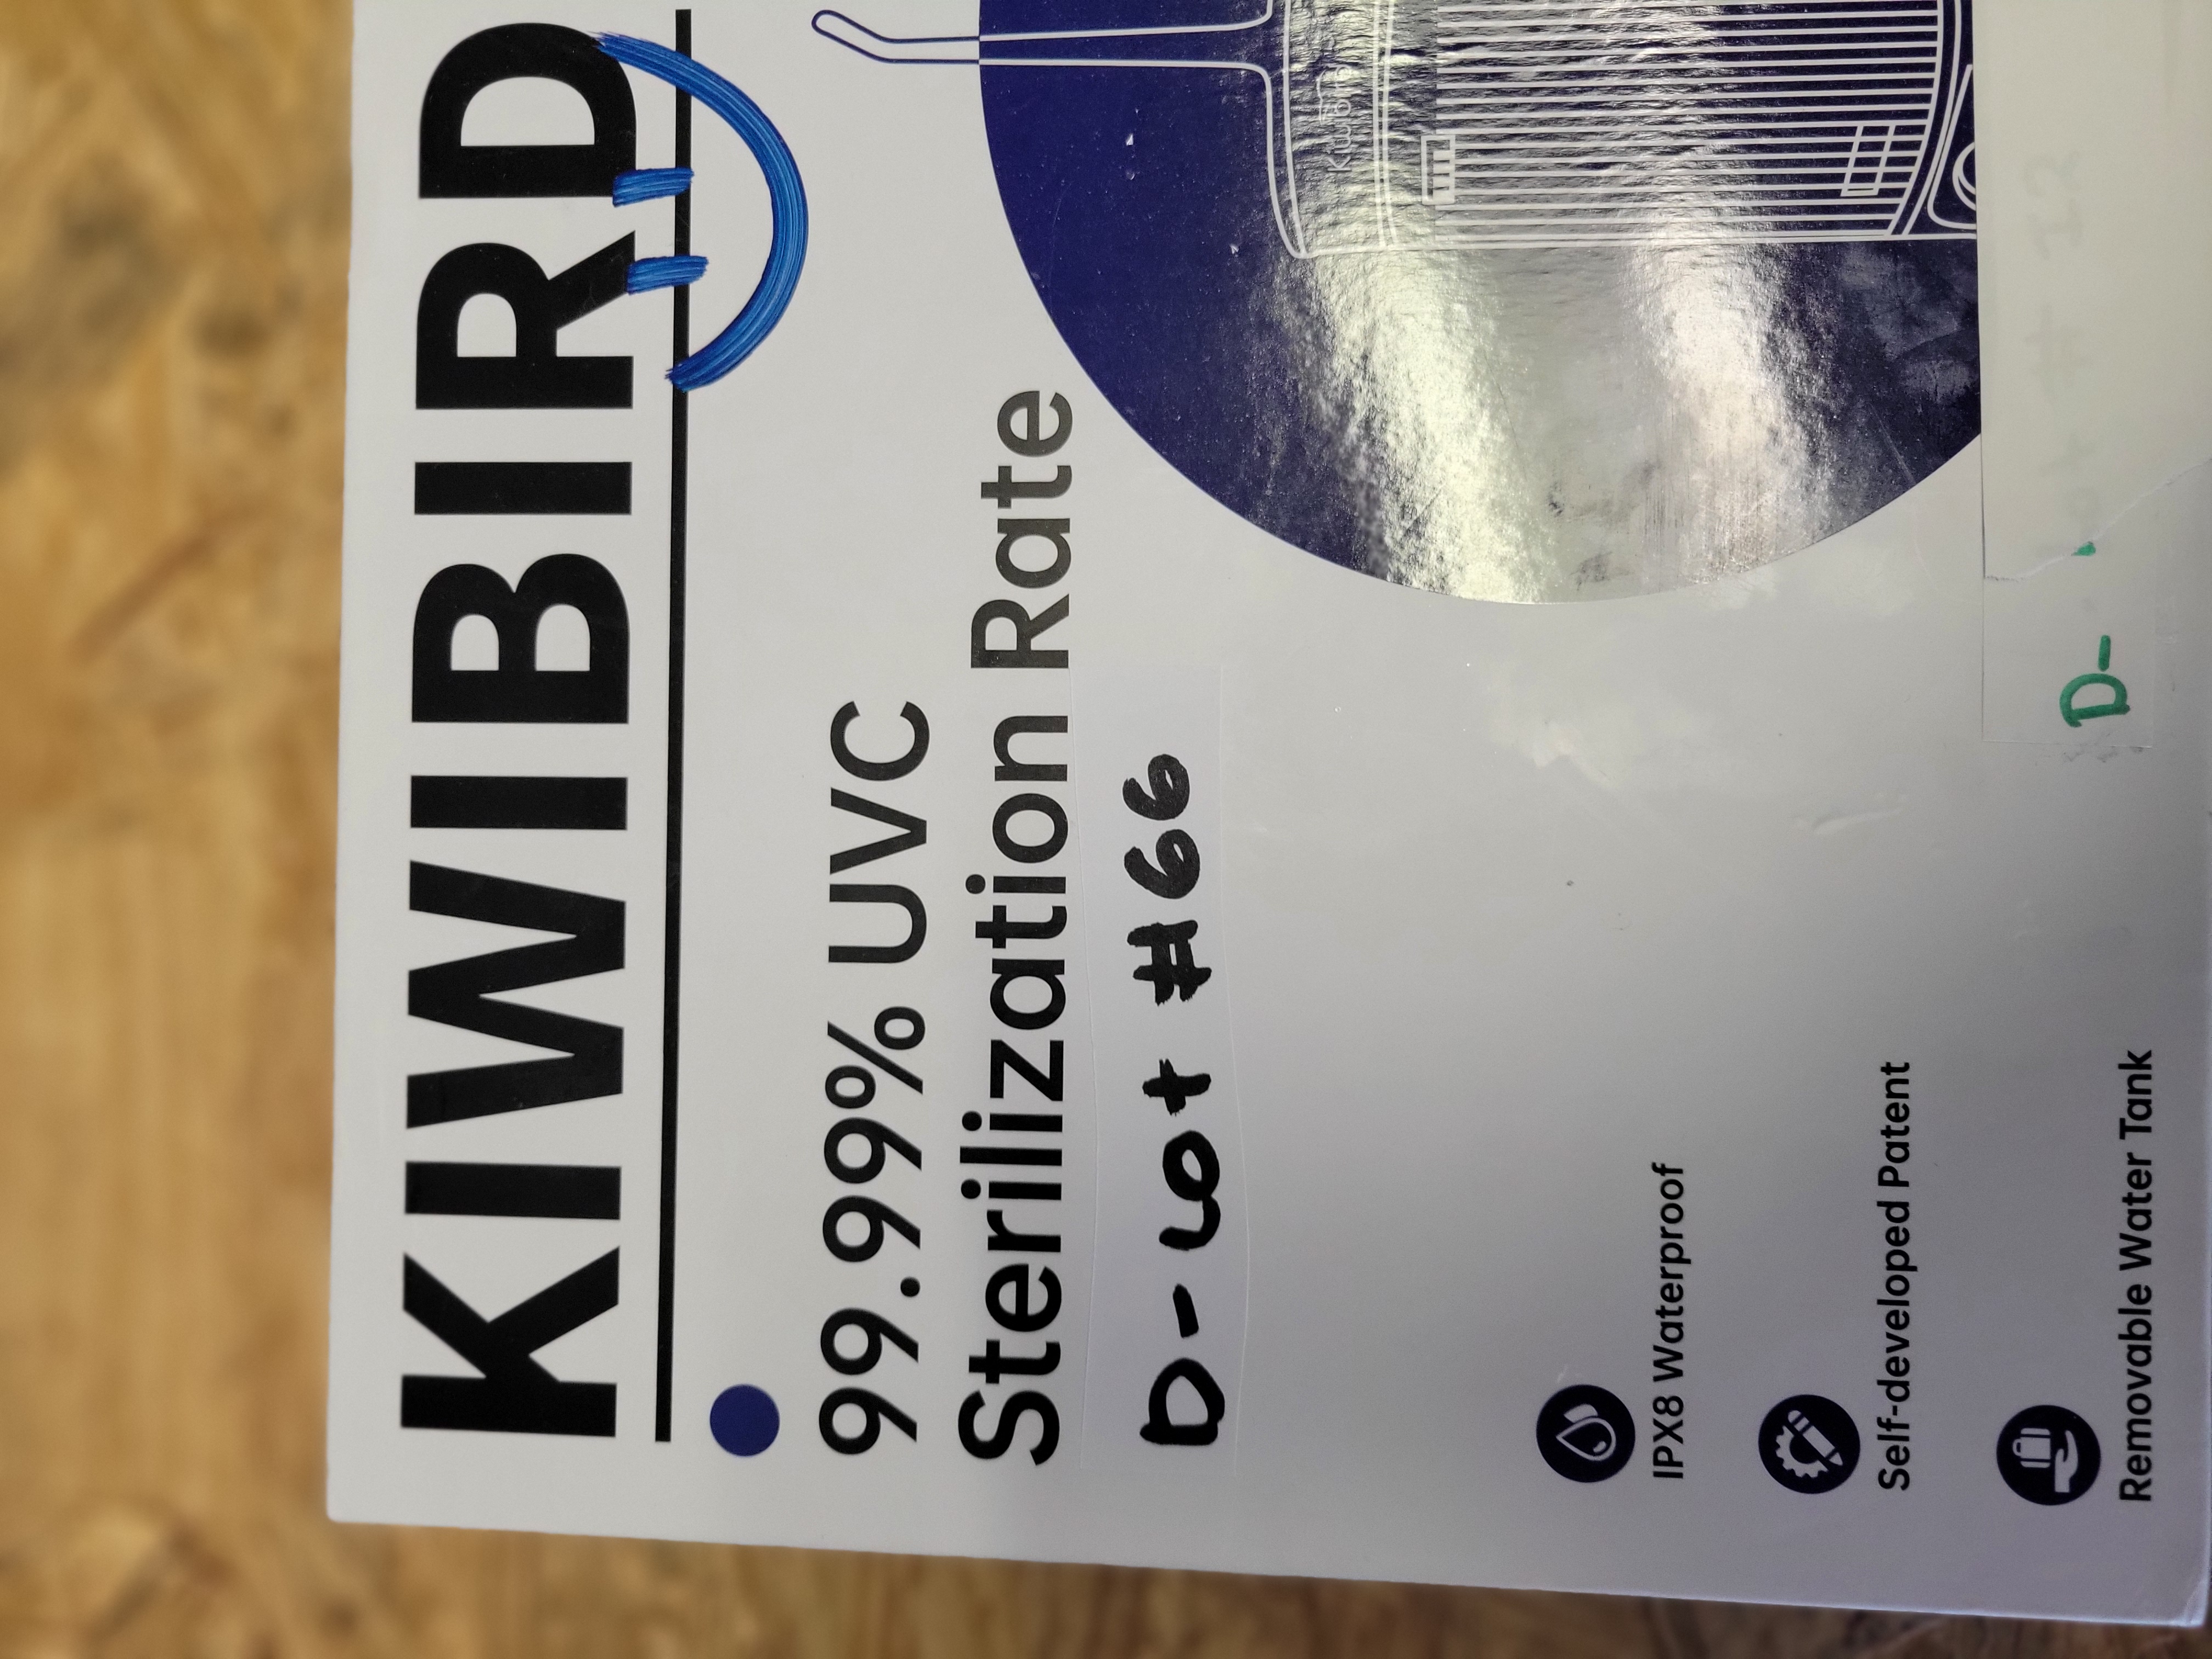 KIWIBIRD
99.99% UVC
Sterilization Rate
D-Lot #66
IPX8 Waterproof
Self-developed Patent
Removable Water Tank
D-